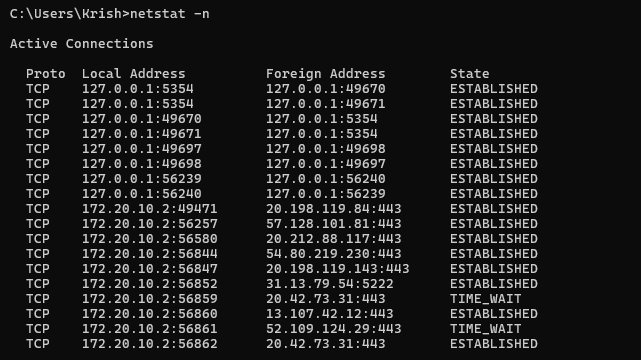 C:\Users\Krish>netstat -n
Active Connections
Proto  Local Address          Foreign Address        State
TCP    127.0.0.1:5354         127.0.0.1:49670        ESTABLISHED
TCP    127.0.0.1:5354         127.0.0.1:49671        ESTABLISHED
TCP    127.0.0.1:49670        127.0.0.1:5354         ESTABLISHED
TCP    127.0.0.1:49671        127.0.0.1:5354         ESTABLISHED
TCP    127.0.0.1:49697        127.0.0.1:49698        ESTABLISHED
TCP    127.0.0.1:49698        127.0.0.1:49697        ESTABLISHED
TCP    127.0.0.1:56239        127.0.0.1:56240        ESTABLISHED
TCP    127.0.0.1:56240        127.0.0.1:56239        ESTABLISHED
TCP    172.20.10.2:49471      20.198.119.84:443      ESTABLISHED
TCP    172.20.10.2:56257      57.128.101.81:443      ESTABLISHED
TCP    172.20.10.2:56580      20.212.88.117:443      ESTABLISHED
TCP    172.20.10.2:56844      54.80.219.230:443      ESTABLISHED
TCP    172.20.10.2:56847      20.198.119.143:443     ESTABLISHED
TCP    172.20.10.2:56852      31.13.79.54:5222       ESTABLISHED
TCP    172.20.10.2:56859      20.42.73.31:443        TIME_WAIT
TCP    172.20.10.2:56860      13.107.42.12:443       ESTABLISHED
TCP    172.20.10.2:56861      52.109.124.29:443      TIME_WAIT
TCP    172.20.10.2:56862      20.42.73.31:443        ESTABLISHED